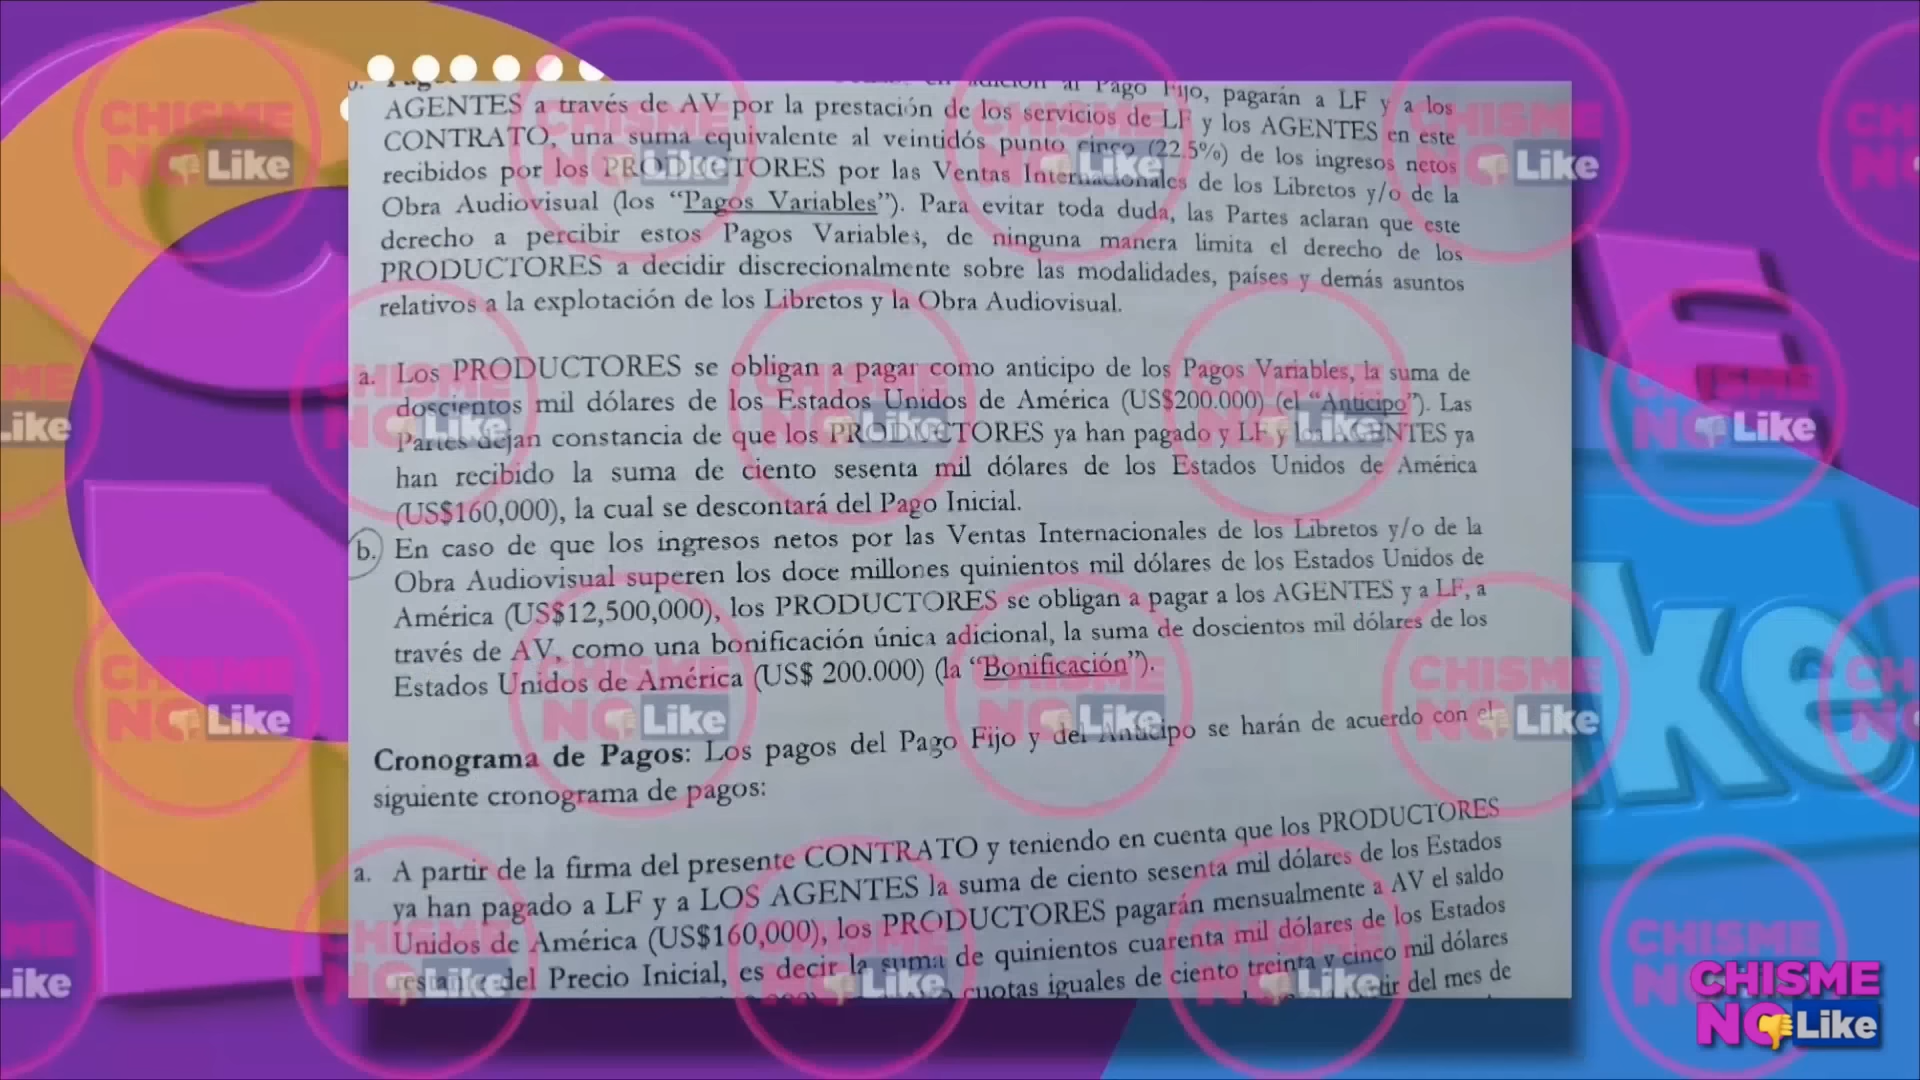 al Pago Fijo, pagarán a LF y a los
AGENTES a través de AV por la prestación de los servicios de LF y los AGENTES en este
CONTRATO, una suma equivalente al veintidós punto cinco (22.5%) de los ingresos netos
recibidos por los PRODUCTORES por las Ventas Internacionales de los Libretos y/o de la
Obra Audiovisual (los “Pagos Variables”). Para evitar toda duda, las Partes aclaran que este
derecho a percibir estos Pagos Variables, de ninguna manera limita el derecho de los
PRODUCTORES a decidir discrecionalmente sobre las modalidades, países y demás asuntos
relativos a la explotación de los Libretos y la Obra Audiovisual.
a. Los PRODUCTORES se obligan a pagar como anticipo de los Pagos Variables, la suma de
doscientos mil dólares de los Estados Unidos de América (US$200.000) (el “Anticipo”). Las
Partes dejan constancia de que los PRODUCTORES ya han pagado y LF y los AGENTES ya
han recibido la suma de ciento sesenta mil dólares de los Estados Unidos de América
(US$160,000), la cual se descontará del Pago Inicial.
b. En caso de que los ingresos netos por las Ventas Internacionales de los Libretos y/o de la
Obra Audiovisual superen los doce millones quinientos mil dólares de los Estados Unidos de
América (US$12,500,000), los PRODUCTORES se obligan a pagar a los AGENTES y a LF, a
través de AV, como una bonificación única adicional, la suma de doscientos mil dólares de los
Estados Unidos de América (US$ 200.000) (la “Bonificación”).
Cronograma de Pagos: Los pagos del Pago Fijo y del Anticipo se harán de acuerdo con el
siguiente cronograma de pagos:
a. A partir de la firma del presente CONTRATO y teniendo en cuenta que los PRODUCTORES
ya han pagado a LF y a LOS AGENTES la suma de ciento sesenta mil dólares de los Estados
Unidos de América (US$160,000), los PRODUCTORES pagarán mensualmente a AV el saldo
restante del Precio Inicial, es decir la suma de quinientos cuarenta mil dólares de los Estados
cuotas iguales de ciento treinta y cinco mil dólares
del mes de
CHISME
NO Like